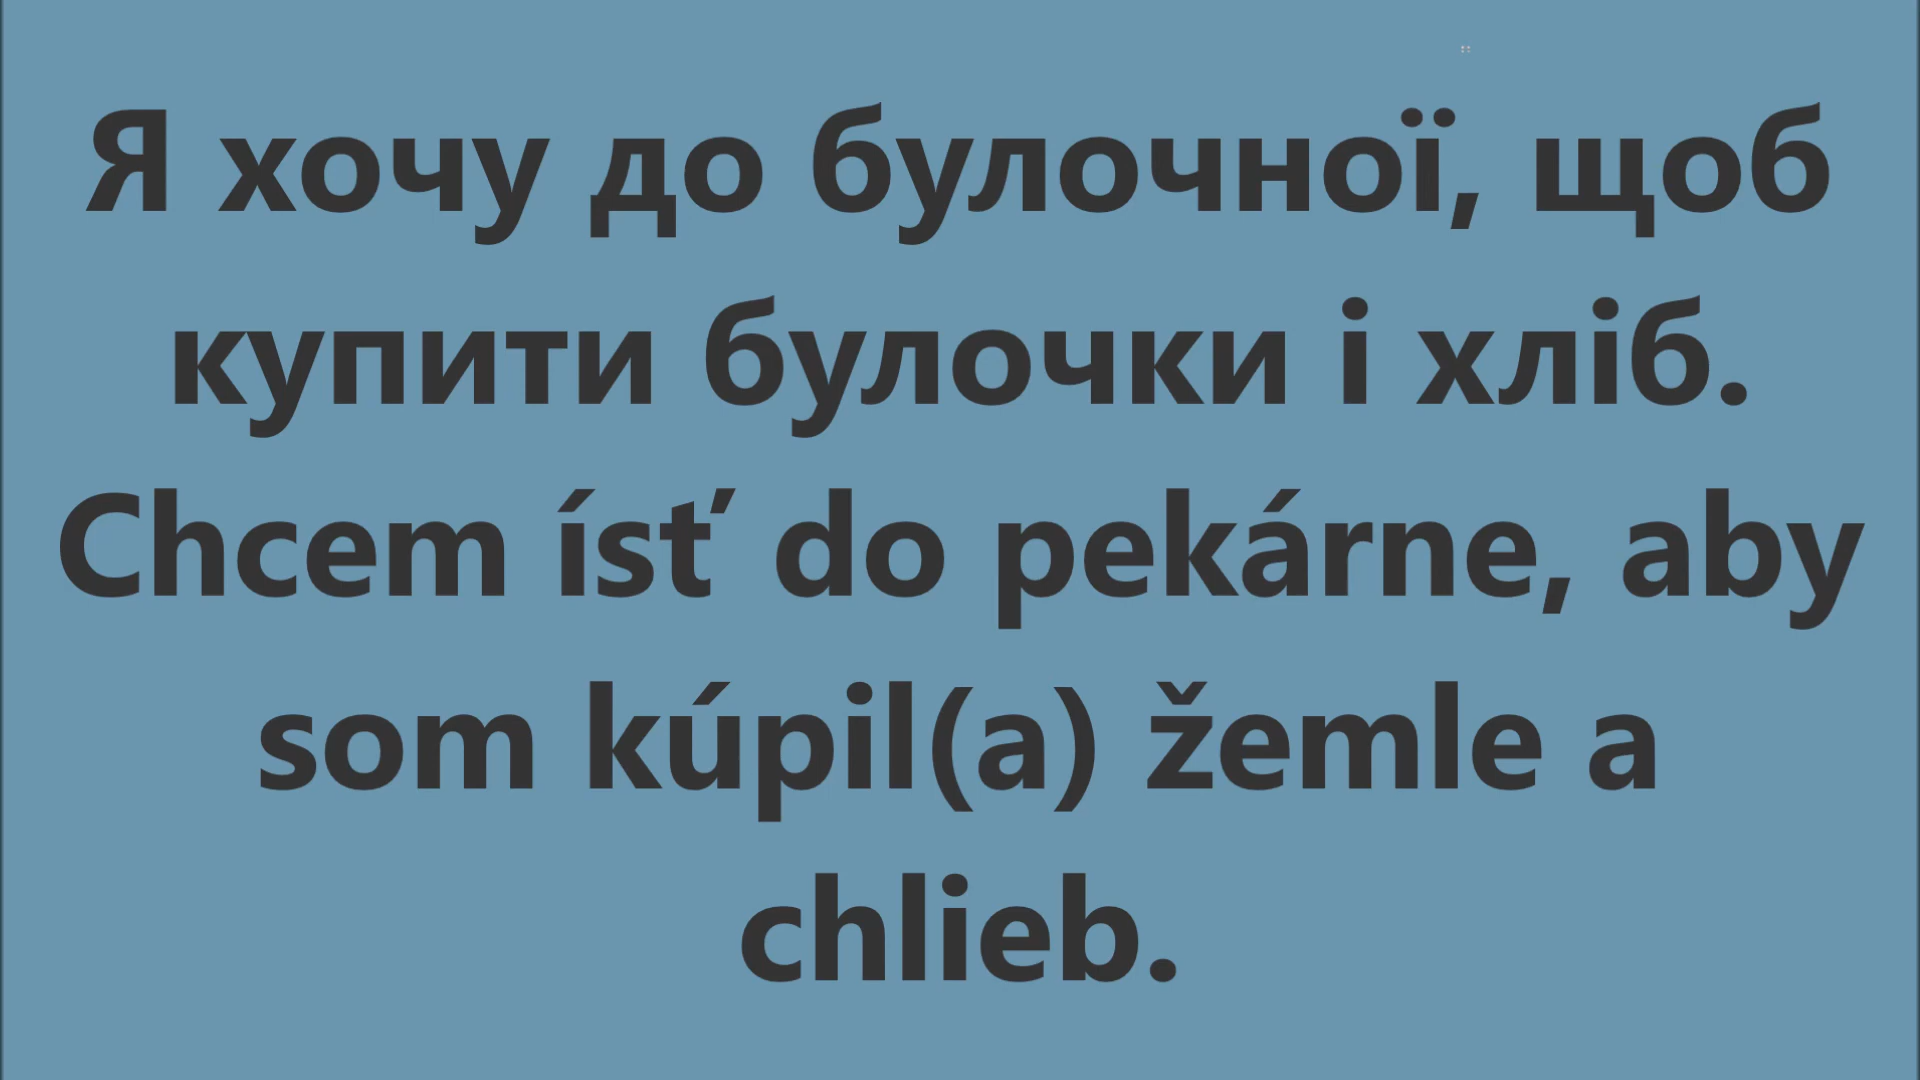 Я хочу до булочної, щоб
купити булочки і хліб.
Chcem ísť do pekárne, aby
som kúpil(a) žemle a
chlieb.